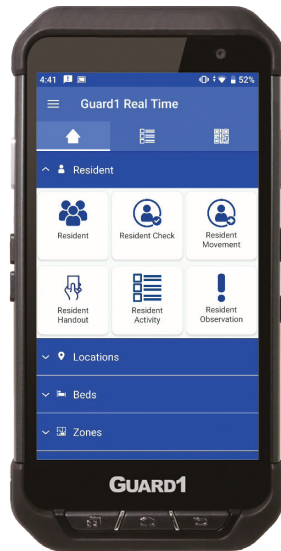 4:41 52%
Guard1 Real Time
Resident
Resident
Resident Check
Resident
Movement
Resident
Handout
Resident
Activity
Resident
Observation
Locations
Beds
Zones
GUARD1